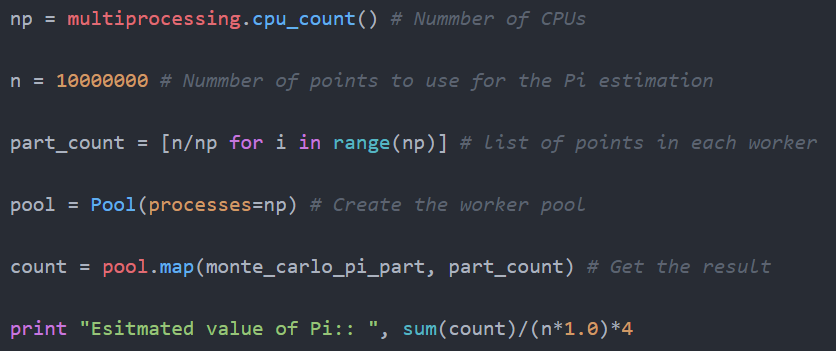 np = multiprocessing.cpu_count() # Nummber of CPUs
n = 10000000 # Nummber of points to use for the Pi estimation
part_count = [n/np for i in range(np)] # list of points in each worker
pool = Pool(processes=np) # Create the worker pool
count = pool.map(monte_carlo_pi_part, part_count) # Get the result
print "Esitmated value of Pi:: ", sum(count)/(n*1.0)*4